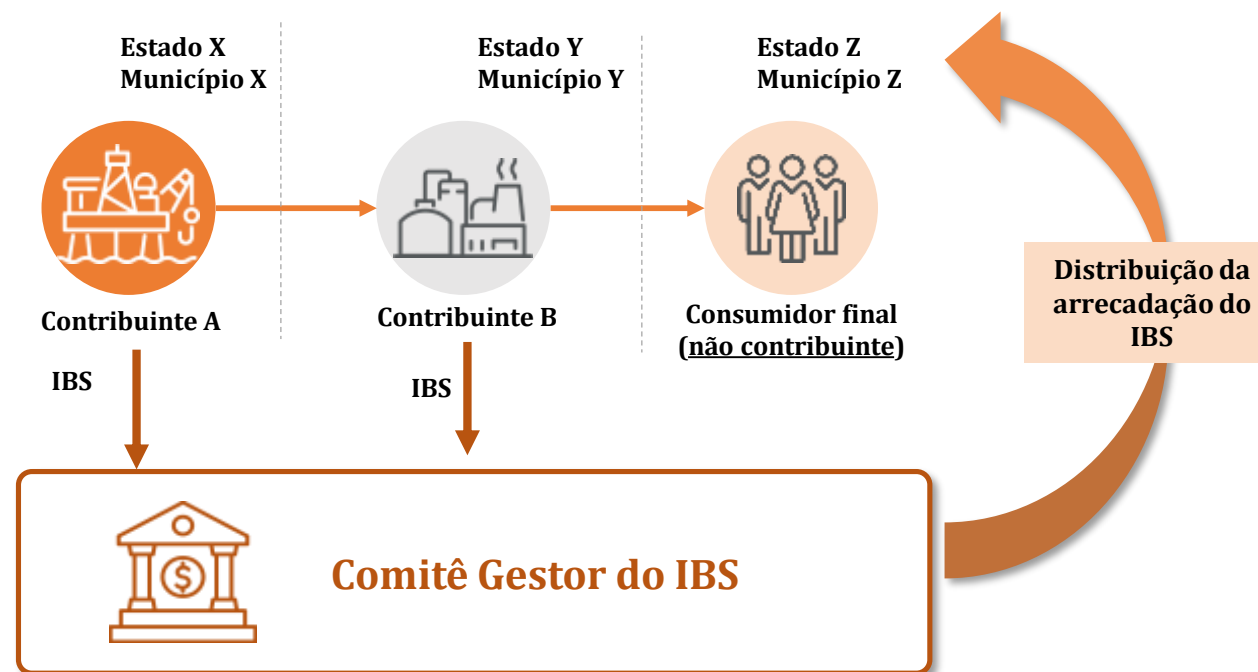 Estado X
Município X
Estado Y
Município Y
Estado Z
Município Z
Contribuinte A
Contribuinte B
Consumidor final
(não contribuinte)
IBS
IBS
Distribuição da
arrecadação do
IBS
$
Comitê Gestor do IBS